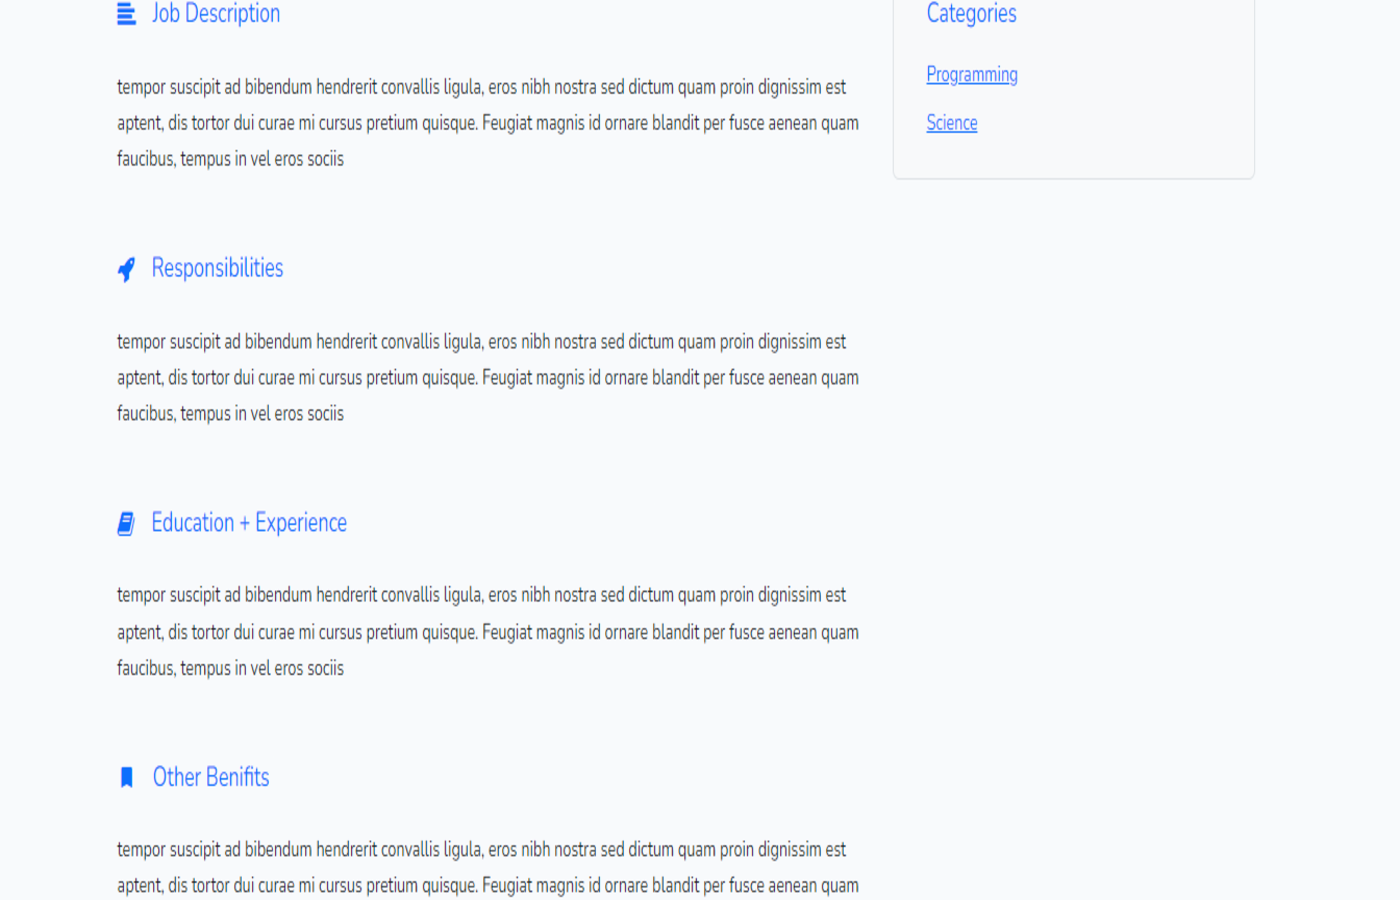 Job Description
tempor suscipit ad bibendum hendrerit convallis ligula, eros nibh nostra sed dictum quam proin dignissim est
aptent, dis tortor dui curae mi cursus pretium quisque. Feugiat magnis id ornare blandit per fusce aenean quam
faucibus, tempus in vel eros sociis
Responsibilities
tempor suscipit ad bibendum hendrerit convallis ligula, eros nibh nostra sed dictum quam proin dignissim est
aptent, dis tortor dui curae mi cursus pretium quisque. Feugiat magnis id ornare blandit per fusce aenean quam
faucibus, tempus in vel eros sociis
Education + Experience
tempor suscipit ad bibendum hendrerit convallis ligula, eros nibh nostra sed dictum quam proin dignissim est
aptent, dis tortor dui curae mi cursus pretium quisque. Feugiat magnis id ornare blandit per fusce aenean quam
faucibus, tempus in vel eros sociis
Other Benifits
tempor suscipit ad bibendum hendrerit convallis ligula, eros nibh nostra sed dictum quam proin dignissim est
aptent, dis tortor dui curae mi cursus pretium quisque. Feugiat magnis id ornare blandit per fusce aenean quam
Categories
Programming
Science